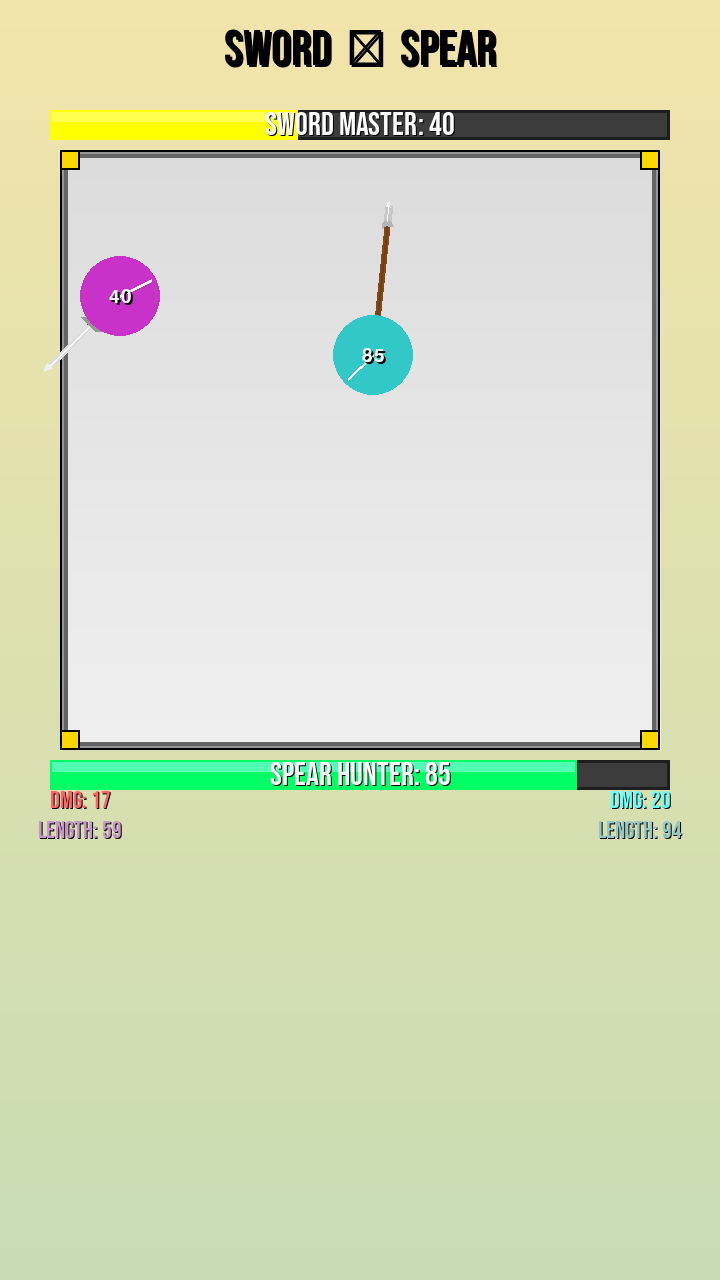 SWORD ☒ SPEAR
SWORD MASTER: 40
40
85
SPEAR HUNTER: 85
DMG: 17 DMG: 20
LENGTH: 59 LENGTH: 94